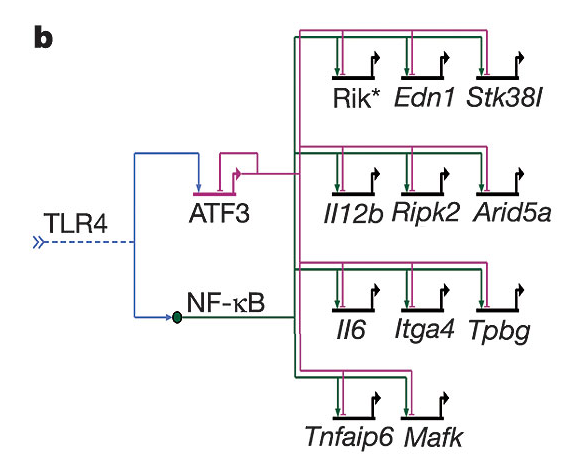 b
Rik* Edn1 Stk38l
TLR4
ATF3
Il12b Ripk2 Arid5a
NF-κB
Il6 Itga4 Tpbg
Tnfaip6 Mafk